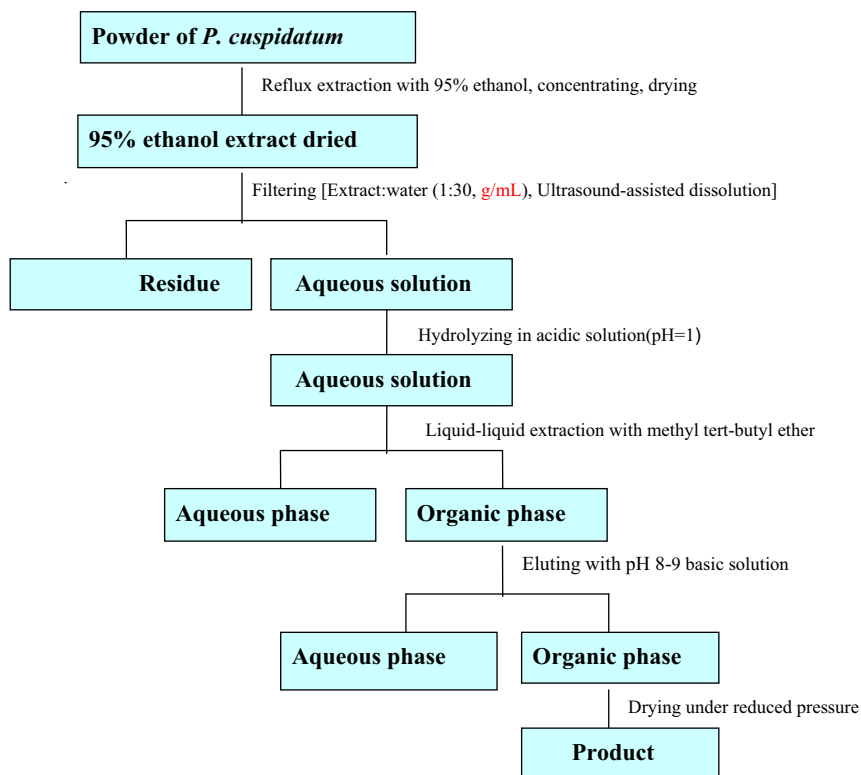 Powder of P. cuspidatum
Reflux extraction with 95% ethanol, concentrating, drying
95% ethanol extract dried
Filtering [Extract:water (1:30, g/mL), Ultrasound-assisted dissolution]
Residue
Aqueous solution
Hydrolyzing in acidic solution(pH=1)
Aqueous solution
Liquid-liquid extraction with methyl tert-butyl ether
Aqueous phase
Organic phase
Eluting with pH 8-9 basic solution
Aqueous phase
Organic phase
Drying under reduced pressure
Product